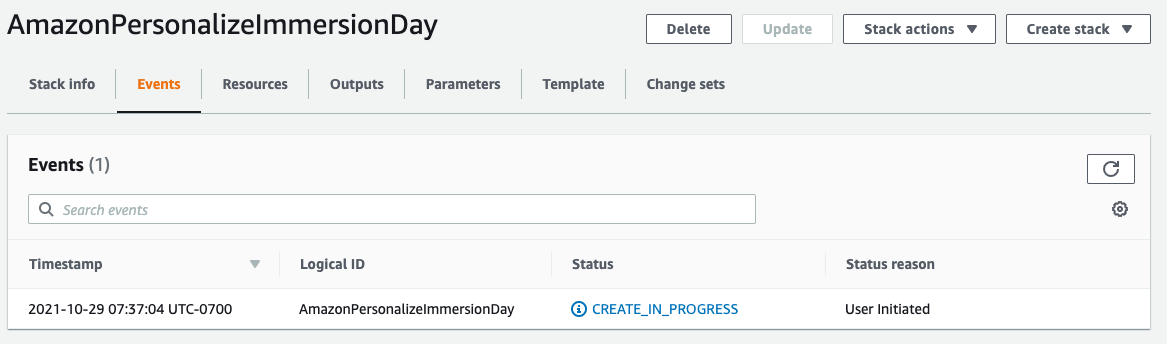 AmazonPersonalizeImmersionDay
Delete
Update
Stack actions
Create stack
Stack info
Events
Resources
Outputs
Parameters
Template
Change sets
Events (1)
Search events
Timestamp
Logical ID
Status
Status reason
2021-10-29 07:37:04 UTC-0700
AmazonPersonalizeImmersionDay
CREATE_IN_PROGRESS
User Initiated